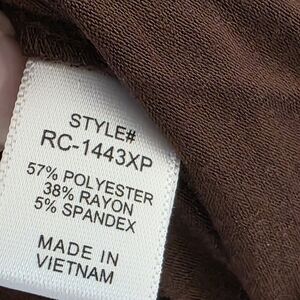 STYLE#
RC-1443XP
57% POLYESTER
38% RAYON
5% SPANDEX
MADE IN
VIETNAM